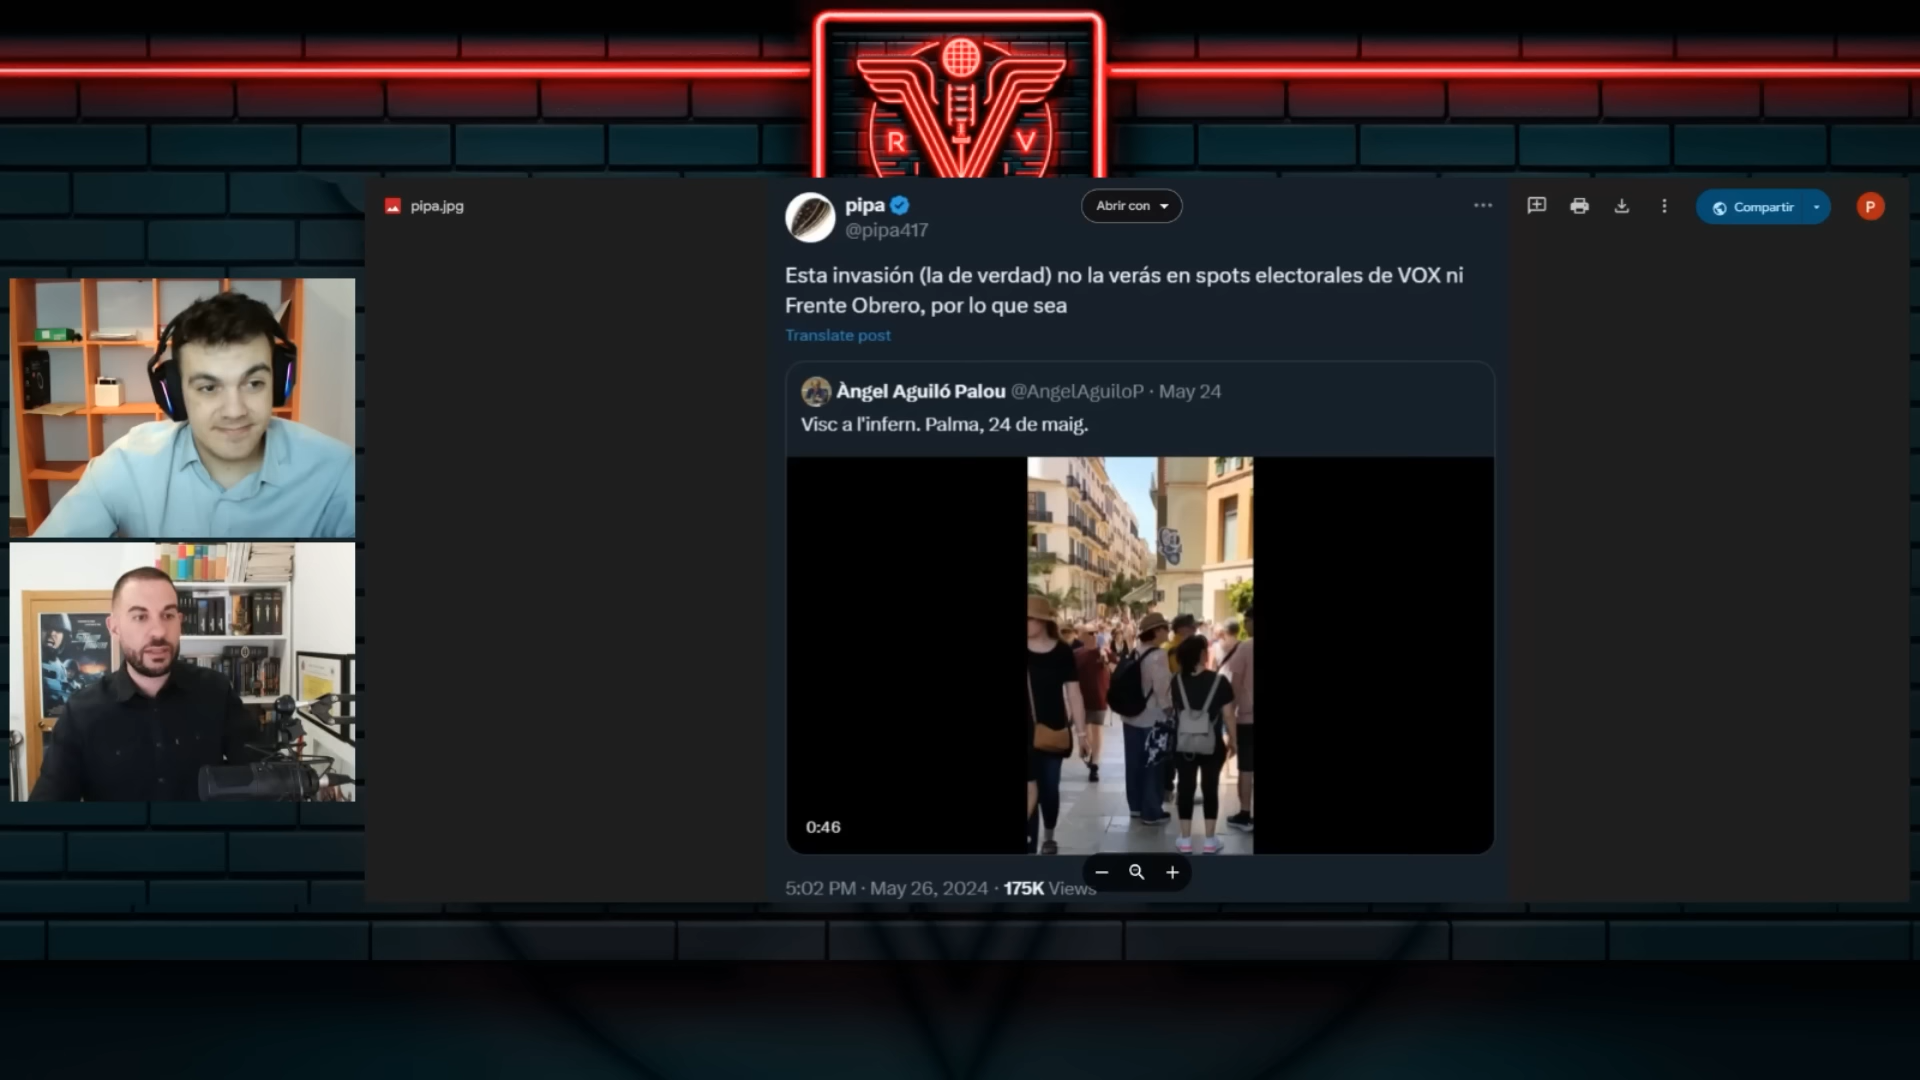 R V
pipa.jpg
pipa
@pipa417
Abrir con
Compartir
P
Esta invasión (la de verdad) no la verás en spots electorales de VOX ni
Frente Obrero, por lo que sea
Translate post
Àngel Aguiló Palou @AngelAguiloP · May 24
Visc a l'infern. Palma, 24 de maig.
0:46
5:02 PM · May 26, 2024 · 175K Views